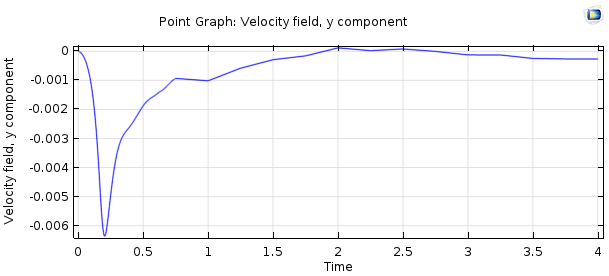 Point Graph: Velocity field, y component
Velocity field, y component
0
-0.001
-0.002
-0.003
-0.004
-0.005
-0.006
0 0.5 1 1.5 2 2.5 3 3.5 4
Time